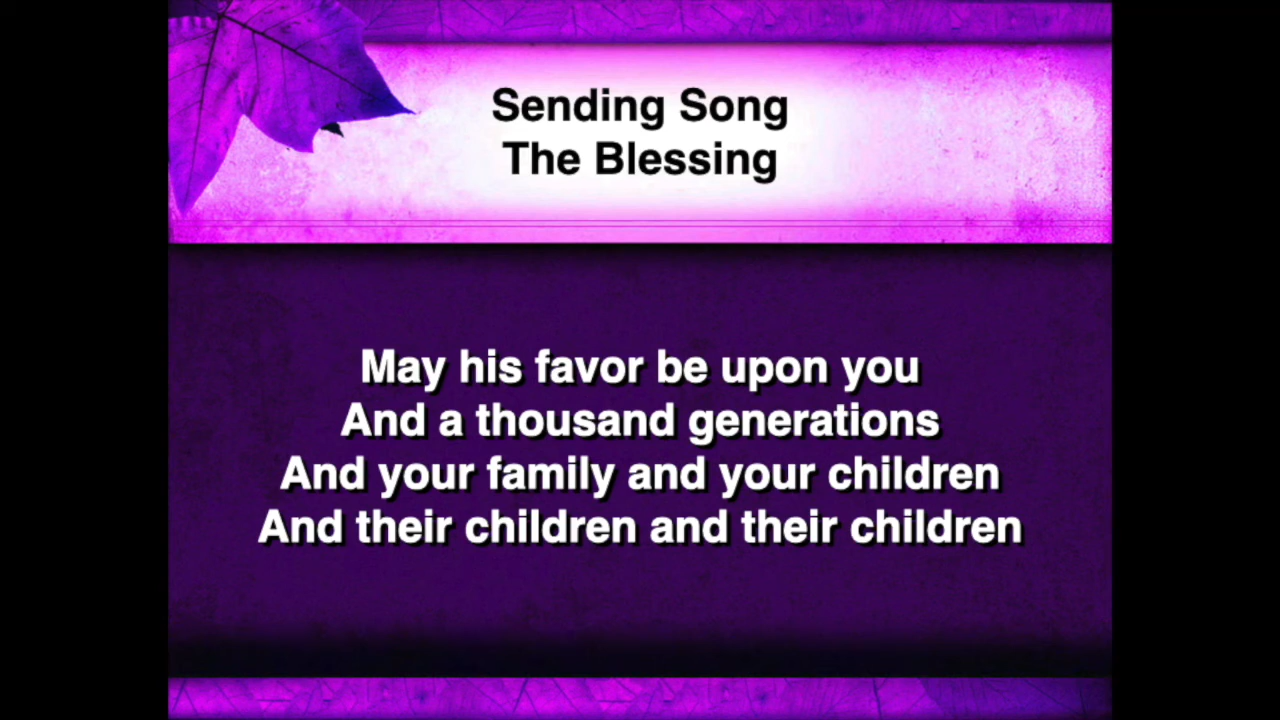 Sending Song
The Blessing
May his favor be upon you
And a thousand generations
And your family and your children
And their children and their children